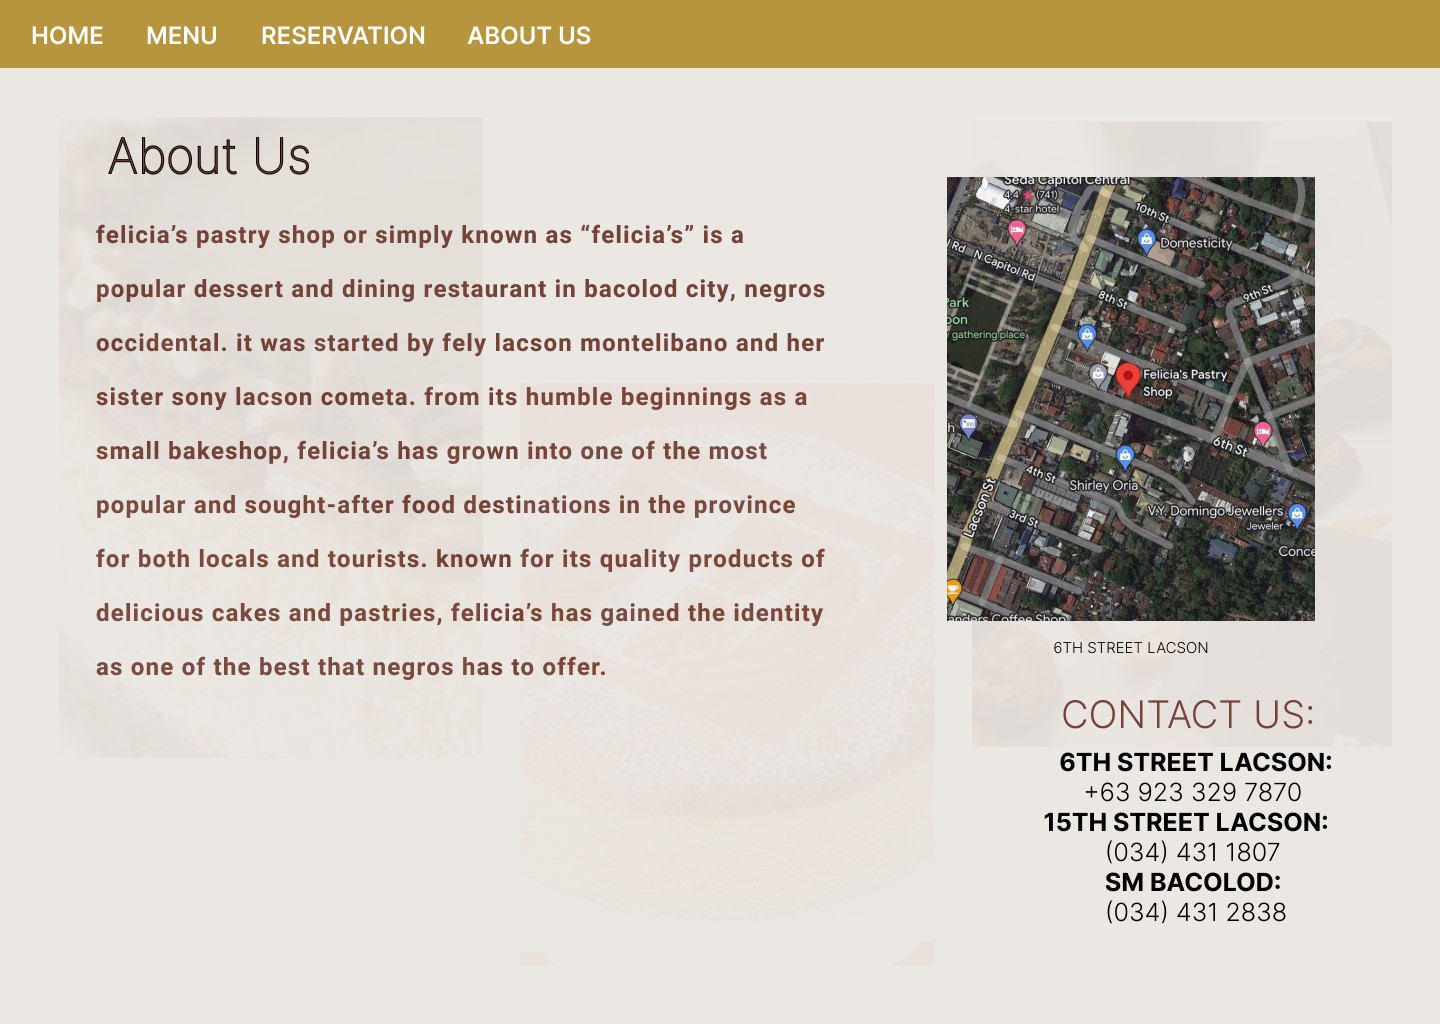 HOME MENU RESERVATION ABOUT US
About Us
felicia’s pastry shop or simply known as “felicia’s” is a
popular dessert and dining restaurant in bacolod city, negros
occidental. it was started by fely lacson montelibano and her
sister sony lacson cometa. from its humble beginnings as a
small bakeshop, felicia’s has grown into one of the most
popular and sought-after food destinations in the province
for both locals and tourists. known for its quality products of
delicious cakes and pastries, felicia’s has gained the identity
as one of the best that negros has to offer.
Seda Capitol Central
4.4 ★ (741)
4-star hotel
10th St
Domesticity
l Rd
N Capitol Rd
8th St
9th St
Park
oon
y gathering place
Felicia's Pastry
Shop
h
6th St
4th St
Shirley Oria
Lacson St
3rd St
V.Y. Domingo Jewellers
Jeweler
Conce
anders Coffee Shop
6TH STREET LACSON
CONTACT US:
6TH STREET LACSON:
+63 923 329 7870
15TH STREET LACSON:
(034) 431 1807
SM BACOLOD:
(034) 431 2838